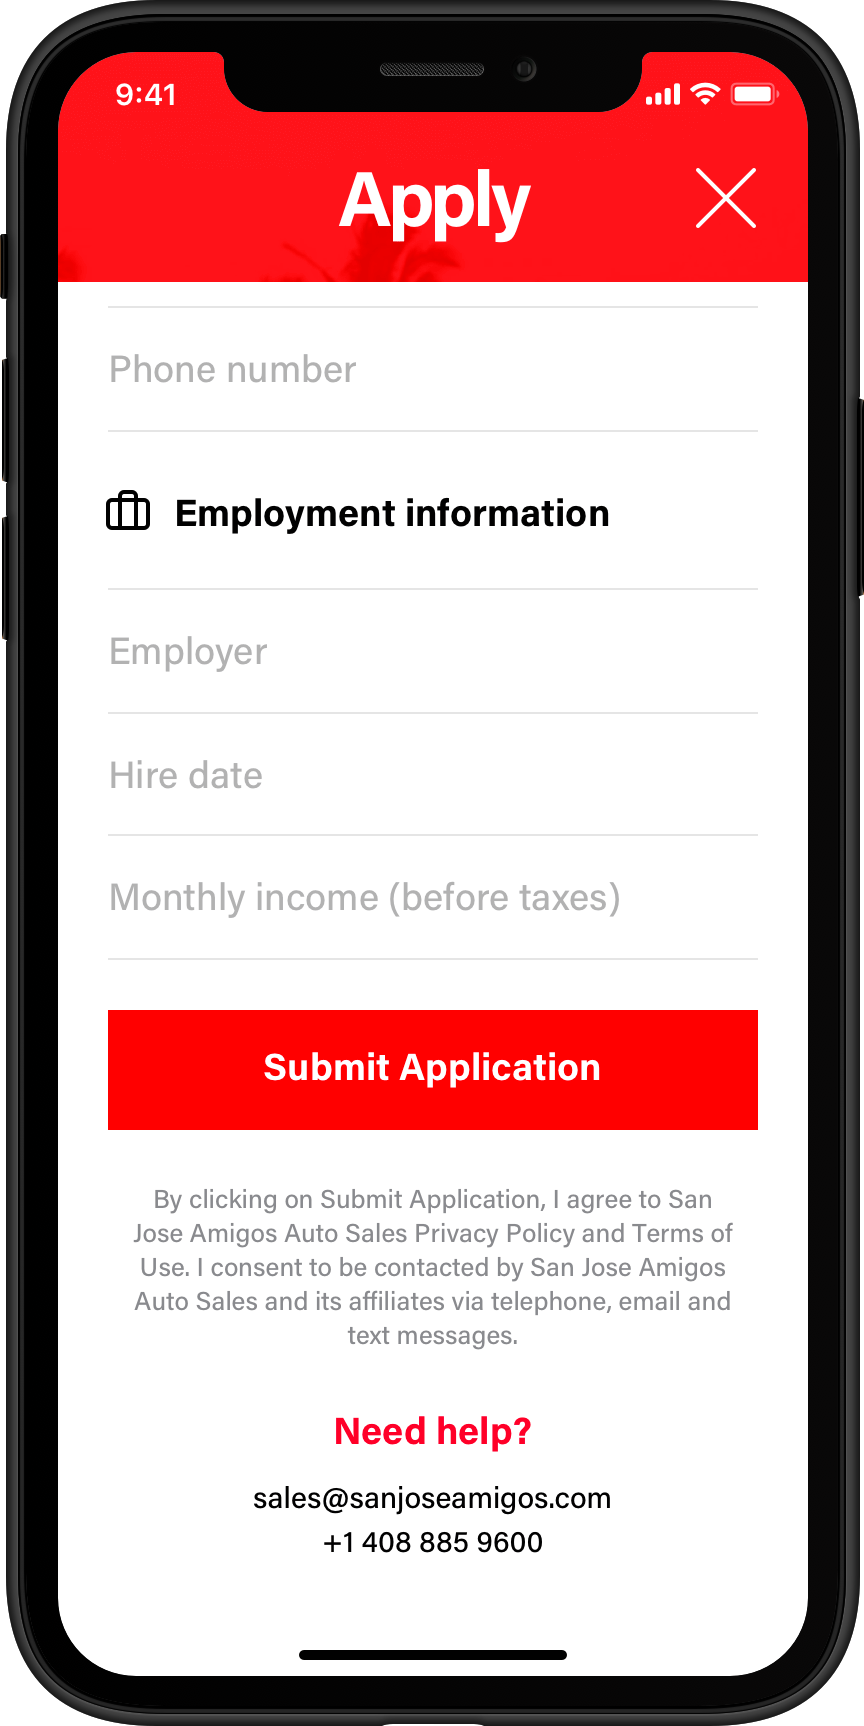 9:41
Apply
Phone number
Employment information
Employer
Hire date
Monthly income (before taxes)
Submit Application
By clicking on Submit Application, I agree to San
Jose Amigos Auto Sales Privacy Policy and Terms of
Use. I consent to be contacted by San Jose Amigos
Auto Sales and its affiliates via telephone, email and
text messages.
Need help?
sales@sanjoseamigos.com
+1 408 885 9600